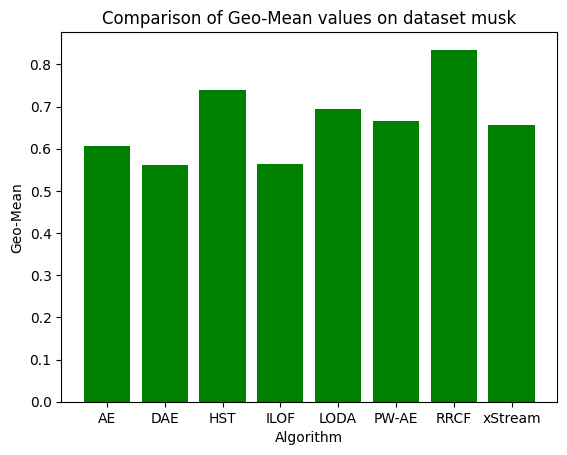 Comparison of Geo-Mean values on dataset musk
0.8
0.7
0.6
0.5
0.4
0.3
0.2
0.1
0.0
Geo-Mean
AE DAE HST ILOF LODA PW-AE RRCF xStream
Algorithm